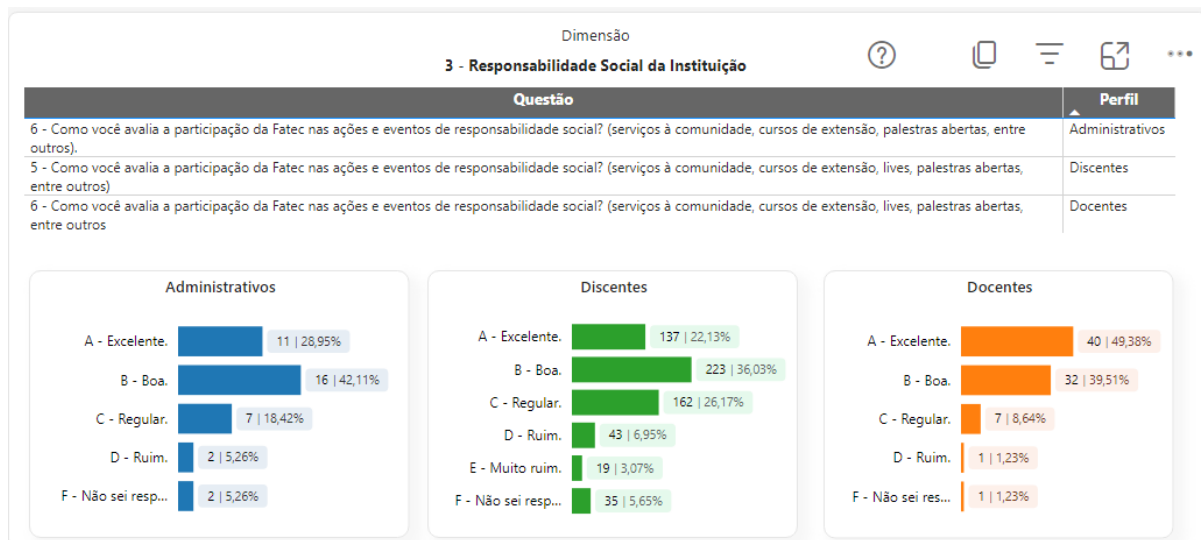 Dimensão
3 - Responsabilidade Social da Instituição
Questão Perfil
6 - Como você avalia a participação da Fatec nas ações e eventos de responsabilidade social? (serviços à comunidade, cursos de extensão, palestras abertas, entre Administrativos
outros).
5 - Como você avalia a participação da Fatec nas ações e eventos de responsabilidade social? (serviços à comunidade, cursos de extensão, lives, palestras abertas, Discentes
entre outros)
6 - Como você avalia a participação da Fatec nas ações e eventos de responsabilidade social? (serviços à comunidade, cursos de extensão, lives, palestras abertas, Docentes
entre outros
Administrativos
A - Excelente. 11 | 28,95%
B - Boa. 16 | 42,11%
C - Regular. 7 | 18,42%
D - Ruim. 2 | 5,26%
F - Não sei resp... 2 | 5,26%
Discentes
A - Excelente. 137 | 22,13%
B - Boa. 223 | 36,03%
C - Regular. 162 | 26,17%
D - Ruim. 43 | 6,95%
E - Muito ruim. 19 | 3,07%
F - Não sei resp... 35 | 5,65%
Docentes
A - Excelente. 40 | 49,38%
B - Boa. 32 | 39,51%
C - Regular. 7 | 8,64%
D - Ruim. 1 | 1,23%
F - Não sei res... 1 | 1,23%